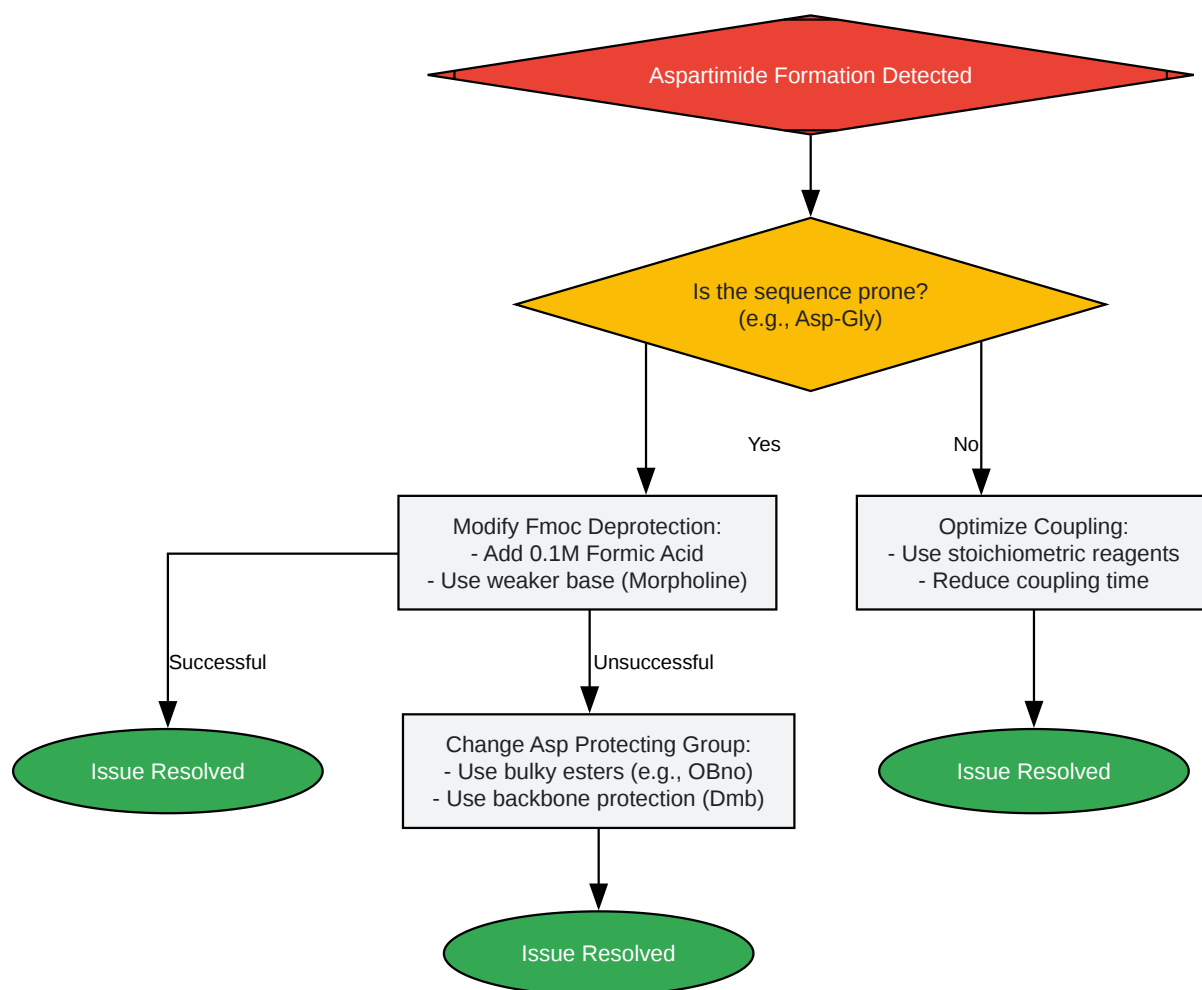 Aspartimide Formation Detected
Is the sequence prone?
(e.g., Asp-Gly)
Yes
No
Modify Fmoc Deprotection:
- Add 0.1M Formic Acid
- Use weaker base (Morpholine)
Optimize Coupling:
- Use stoichiometric reagents
- Reduce coupling time
Successful
Unsuccessful
Issue Resolved
Change Asp Protecting Group:
- Use bulky esters (e.g., OBno)
- Use backbone protection (Dmb)
Issue Resolved
Issue Resolved